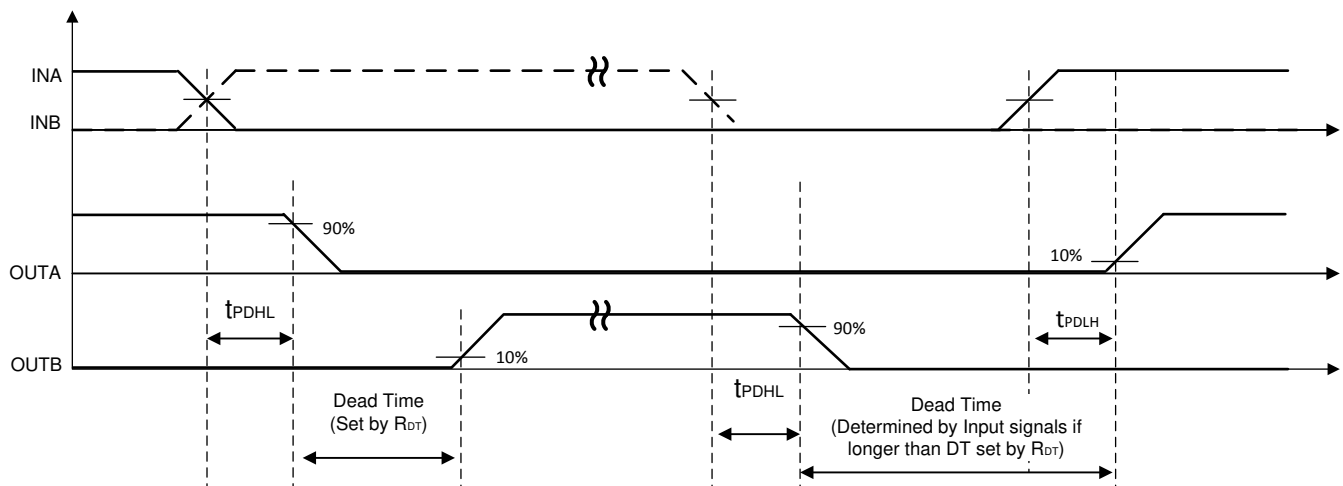 INA
INB
90%
10%
OUTA
tPDHL
tPDLH
90%
10%
OUTB
tPDHL
Dead Time
(Set by RDT)
Dead Time
(Determined by Input signals if
longer than DT set by RDT)